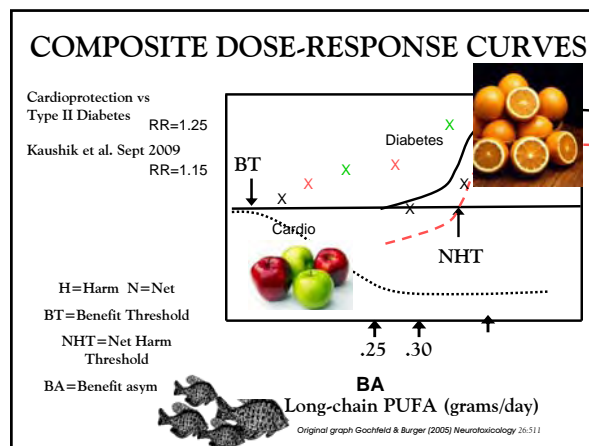 COMPOSITE DOSE-RESPONSE CURVES
Cardioprotection vs
Type II Diabetes
RR=1.25
Kaushik et al. Sept 2009
RR=1.15
Diabetes
BT
X
X
X
X
X
X
X
Cardio
NHT
H=Harm N=Net
BT=Benefit Threshold
NHT=Net Harm
Threshold
BA=Benefit asym
.25 .30
BA
Long-chain PUFA (grams/day)
Original graph Gochfeld & Burger (2005) Neurotoxicology 26:511